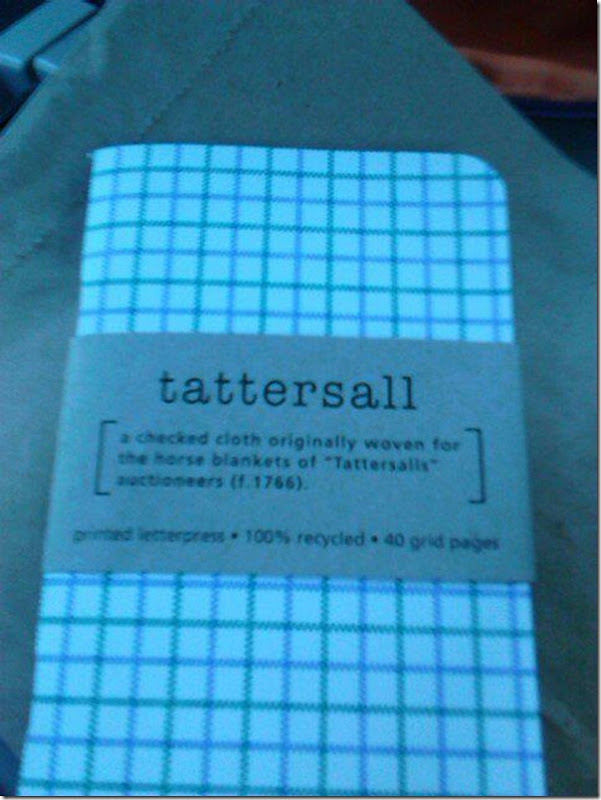 tattersall
a checked cloth originally woven for
the horse blankets of "Tattersalls"
auctioneers (f.1766).
printed letterpress • 100% recycled • 40 grid pages